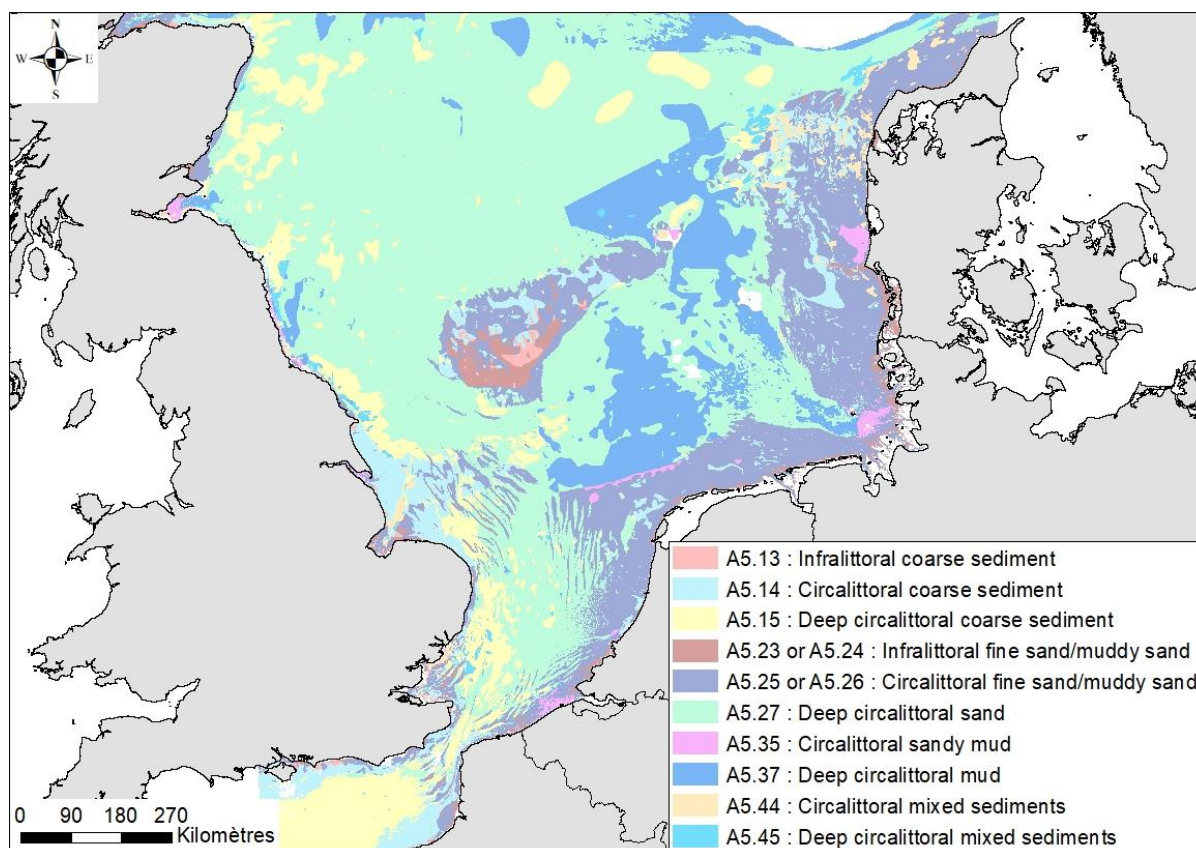 N
W E
S
A5.13 : Infralittoral coarse sediment
A5.14 : Circalittoral coarse sediment
A5.15 : Deep circalittoral coarse sediment
A5.23 or A5.24 : Infralittoral fine sand/muddy sand
A5.25 or A5.26 : Circalittoral fine sand/muddy sand
A5.27 : Deep circalittoral sand
A5.35 : Circalittoral sandy mud
A5.37 : Deep circalittoral mud
A5.44 : Circalittoral mixed sediments
A5.45 : Deep circalittoral mixed sediments
0 90 180 270
Kilomètres